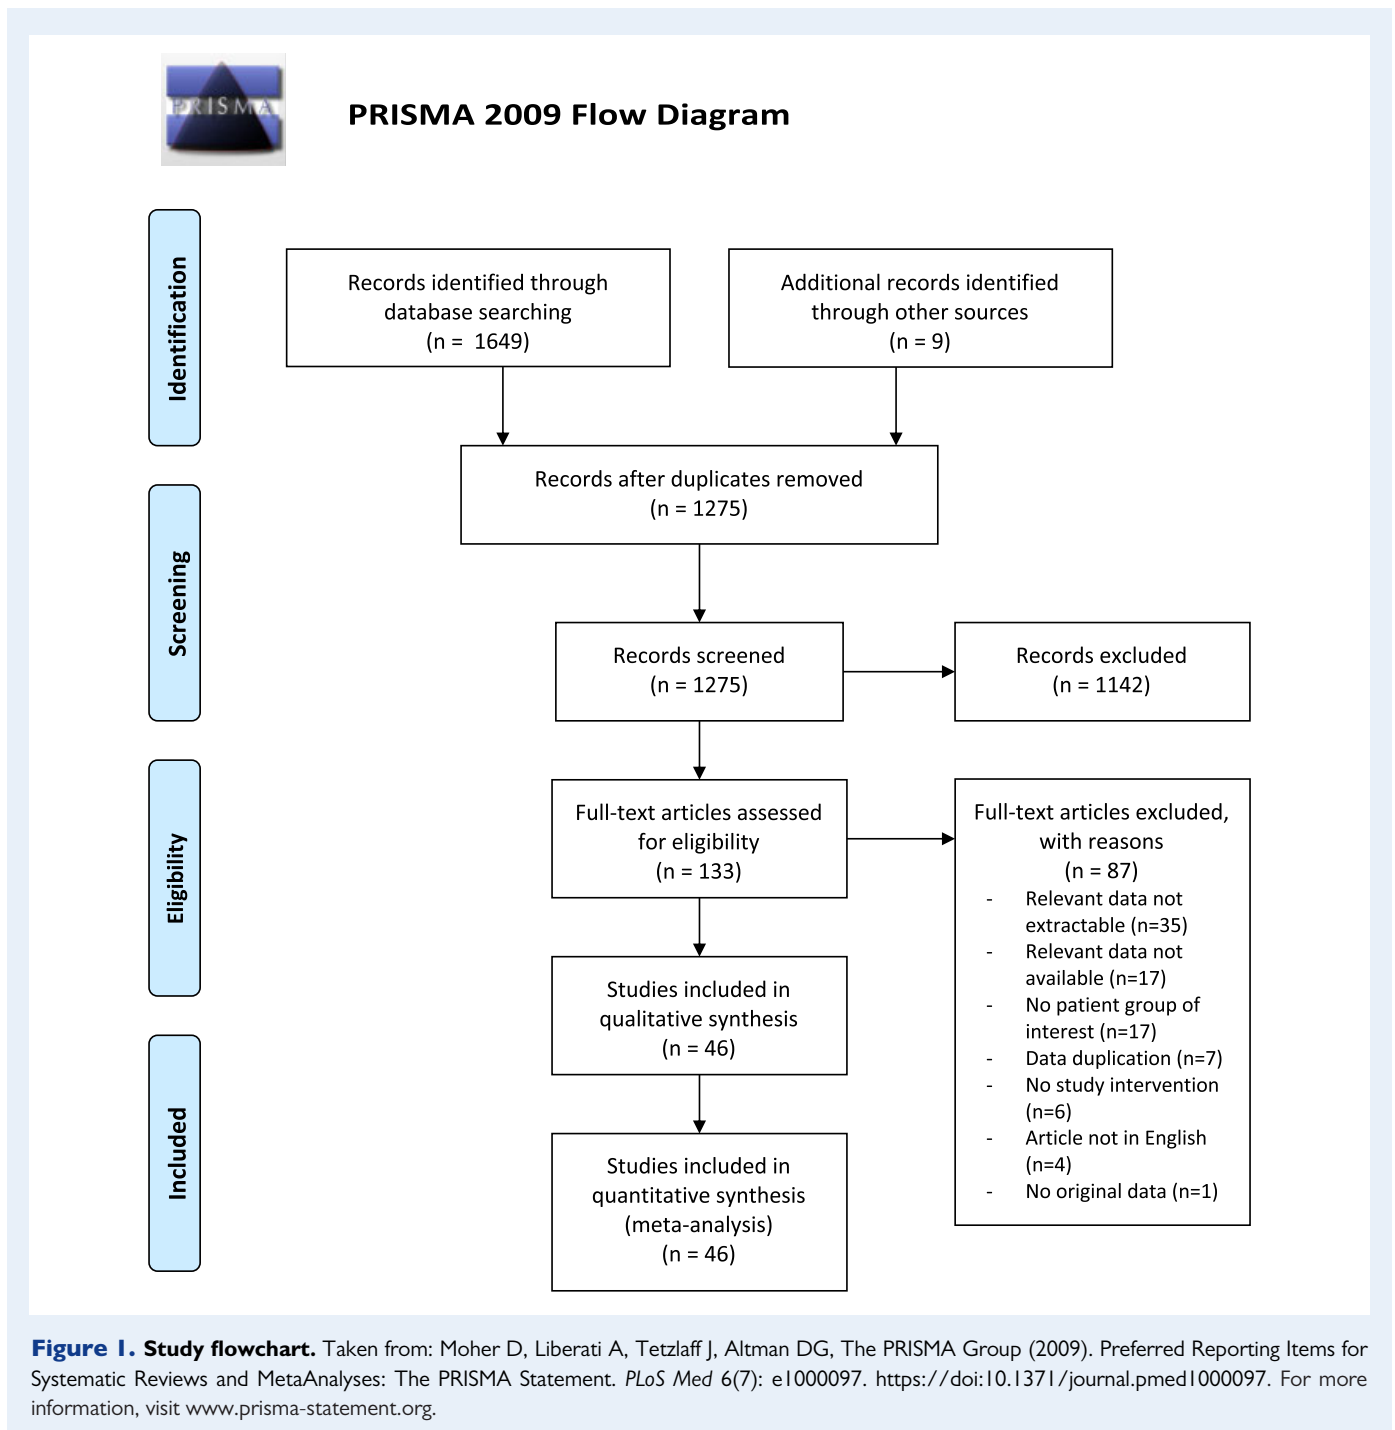 PRISMA
PRISMA 2009 Flow Diagram
Identification
Records identified through
database searching
(n =  1649)
Additional records identified
through other sources
(n = 9)
Records after duplicates removed
(n = 1275)
Screening
Records screened
(n = 1275)
Records excluded
(n = 1142)
Eligibility
Full-text articles assessed
for eligibility
(n = 133)
Full-text articles excluded,
with reasons
(n = 87)
- Relevant data not
extractable (n=35)
- Relevant data not
available (n=17)
- No patient group of
interest (n=17)
- Data duplication (n=7)
- No study intervention
(n=6)
- Article not in English
(n=4)
- No original data (n=1)
Studies included in
qualitative synthesis
(n = 46)
Included
Studies included in
quantitative synthesis
(meta-analysis)
(n = 46)
Figure 1. Study flowchart. Taken from: Moher D, Liberati A, Tetzlaff J, Altman DG, The PRISMA Group (2009). Preferred Reporting Items for
Systematic Reviews and MetaAnalyses: The PRISMA Statement. PLoS Med 6(7): e1000097. https://doi:10.1371/journal.pmed1000097. For more
information, visit www.prisma-statement.org.